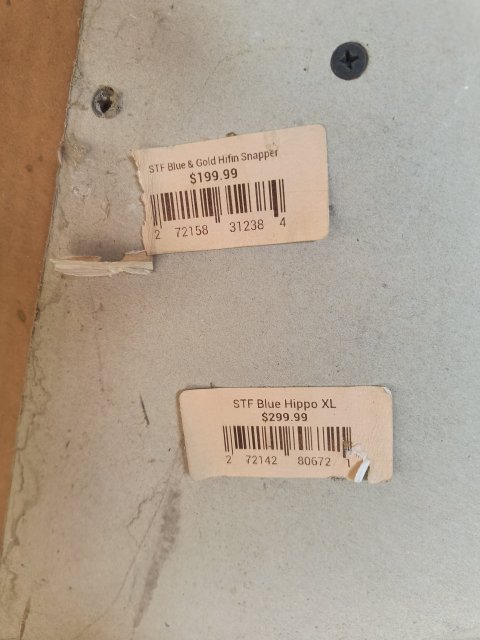 STF Blue & Gold Hifin Snapper
$199.99
2 72158 31238 4
STF Blue Hippo XL
$299.99
2 72142 80672 1